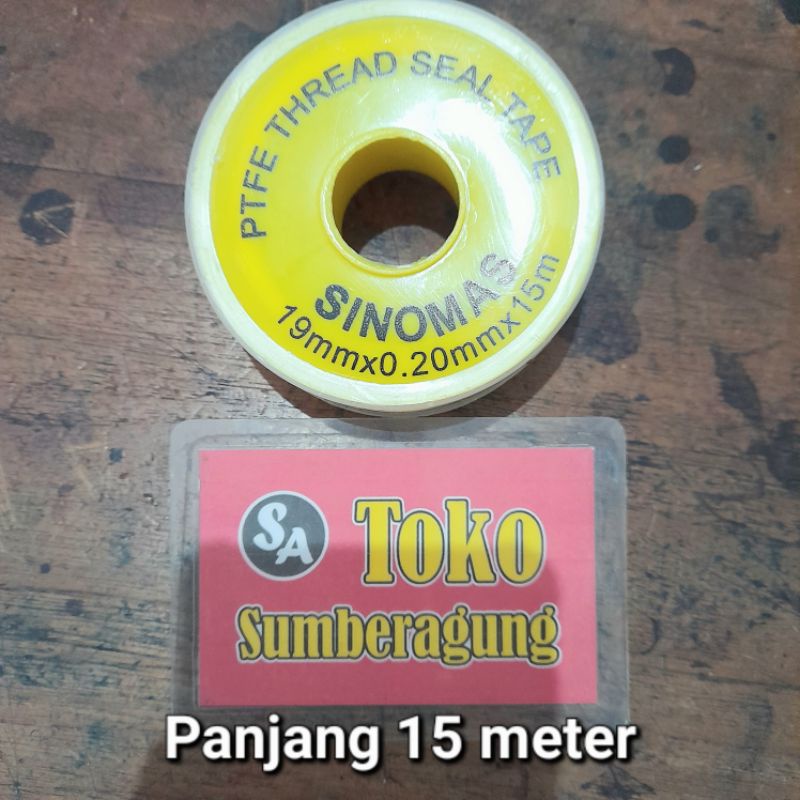 PTFE THREAD SEAL TAPE
SINOMAS
19mmx0.20mmx15m
SA Toko
Sumberagung
Panjang 15 meter